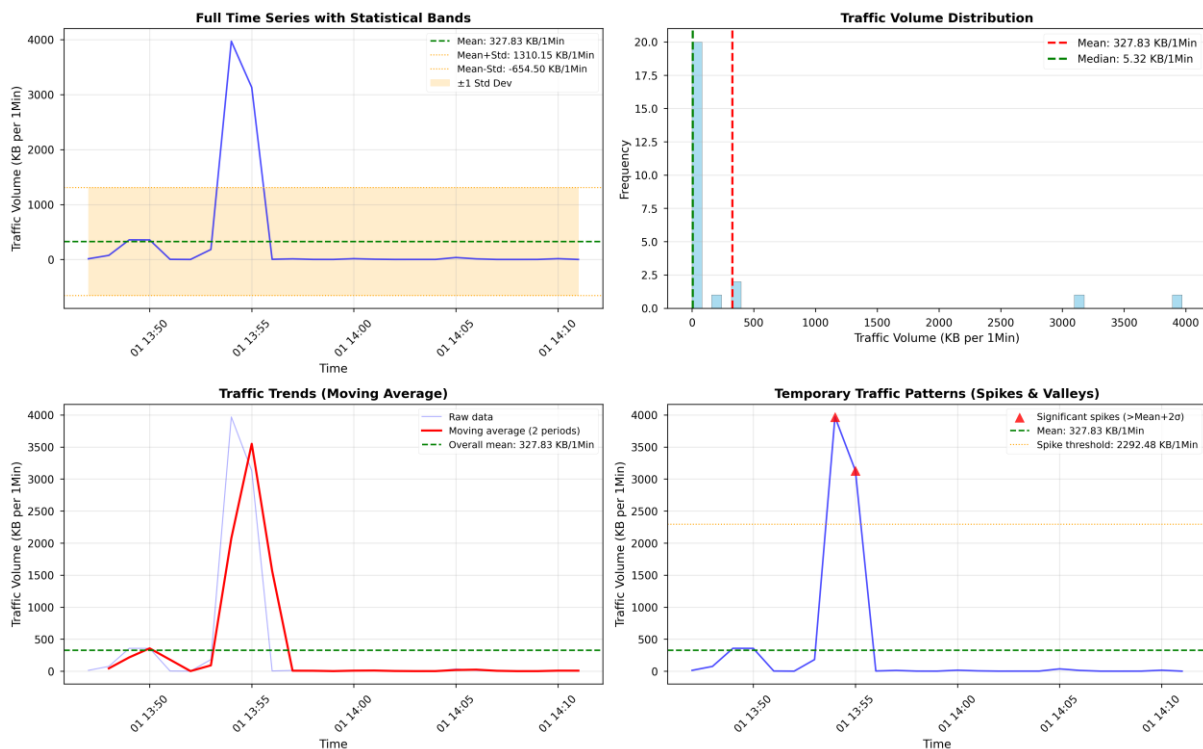 Full Time Series with Statistical Bands
Traffic Volume (KB per 1Min)
4000
3000
2000
1000
0
Mean: 327.83 KB/1Min
Mean+Std: 1310.15 KB/1Min
Mean-Std: -654.50 KB/1Min
±1 Std Dev
01 13:50
01 13:55
01 14:00
01 14:05
01 14:10
Time
Traffic Volume Distribution
Frequency
20.0
17.5
15.0
12.5
10.0
7.5
5.0
2.5
0.0
Mean: 327.83 KB/1Min
Median: 5.32 KB/1Min
0
500
1000
1500
2000
2500
3000
3500
4000
Traffic Volume (KB per 1Min)
Traffic Trends (Moving Average)
Traffic Volume (KB per 1Min)
4000
3500
3000
2500
2000
1500
1000
500
0
Raw data
Moving average (2 periods)
Overall mean: 327.83 KB/1Min
01 13:50
01 13:55
01 14:00
01 14:05
01 14:10
Time
Temporary Traffic Patterns (Spikes & Valleys)
Traffic Volume (KB per 1Min)
4000
3500
3000
2500
2000
1500
1000
500
0
Significant spikes (>Mean+2σ)
Mean: 327.83 KB/1Min
Spike threshold: 2292.48 KB/1Min
01 13:50
01 13:55
01 14:00
01 14:05
01 14:10
Time